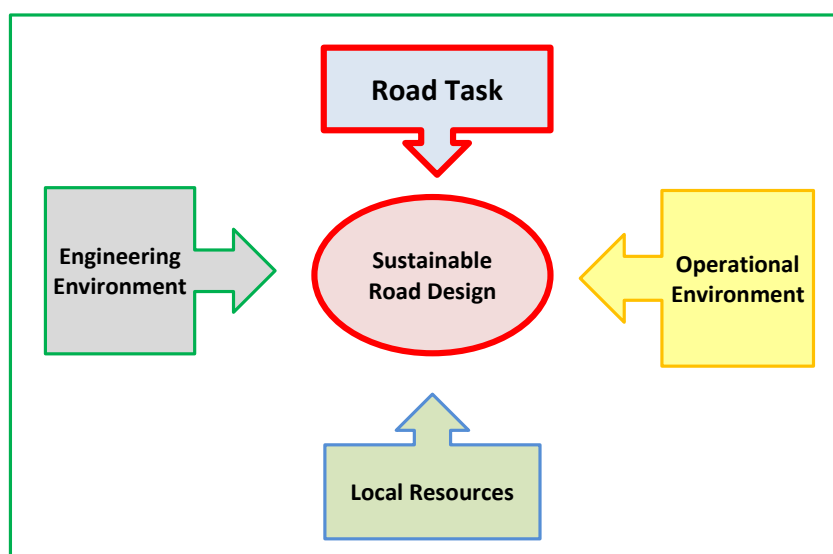 Road Task
Engineering
Environment
Sustainable
Road Design
Operational
Environment
Local Resources